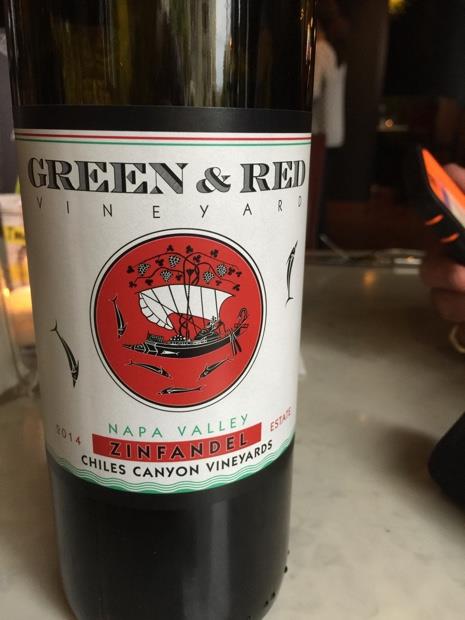 GREEN & RED
VINEYARD
NAPA VALLEY
2014 ZINFANDEL ESTATE
CHILES CANYON VINEYARDS